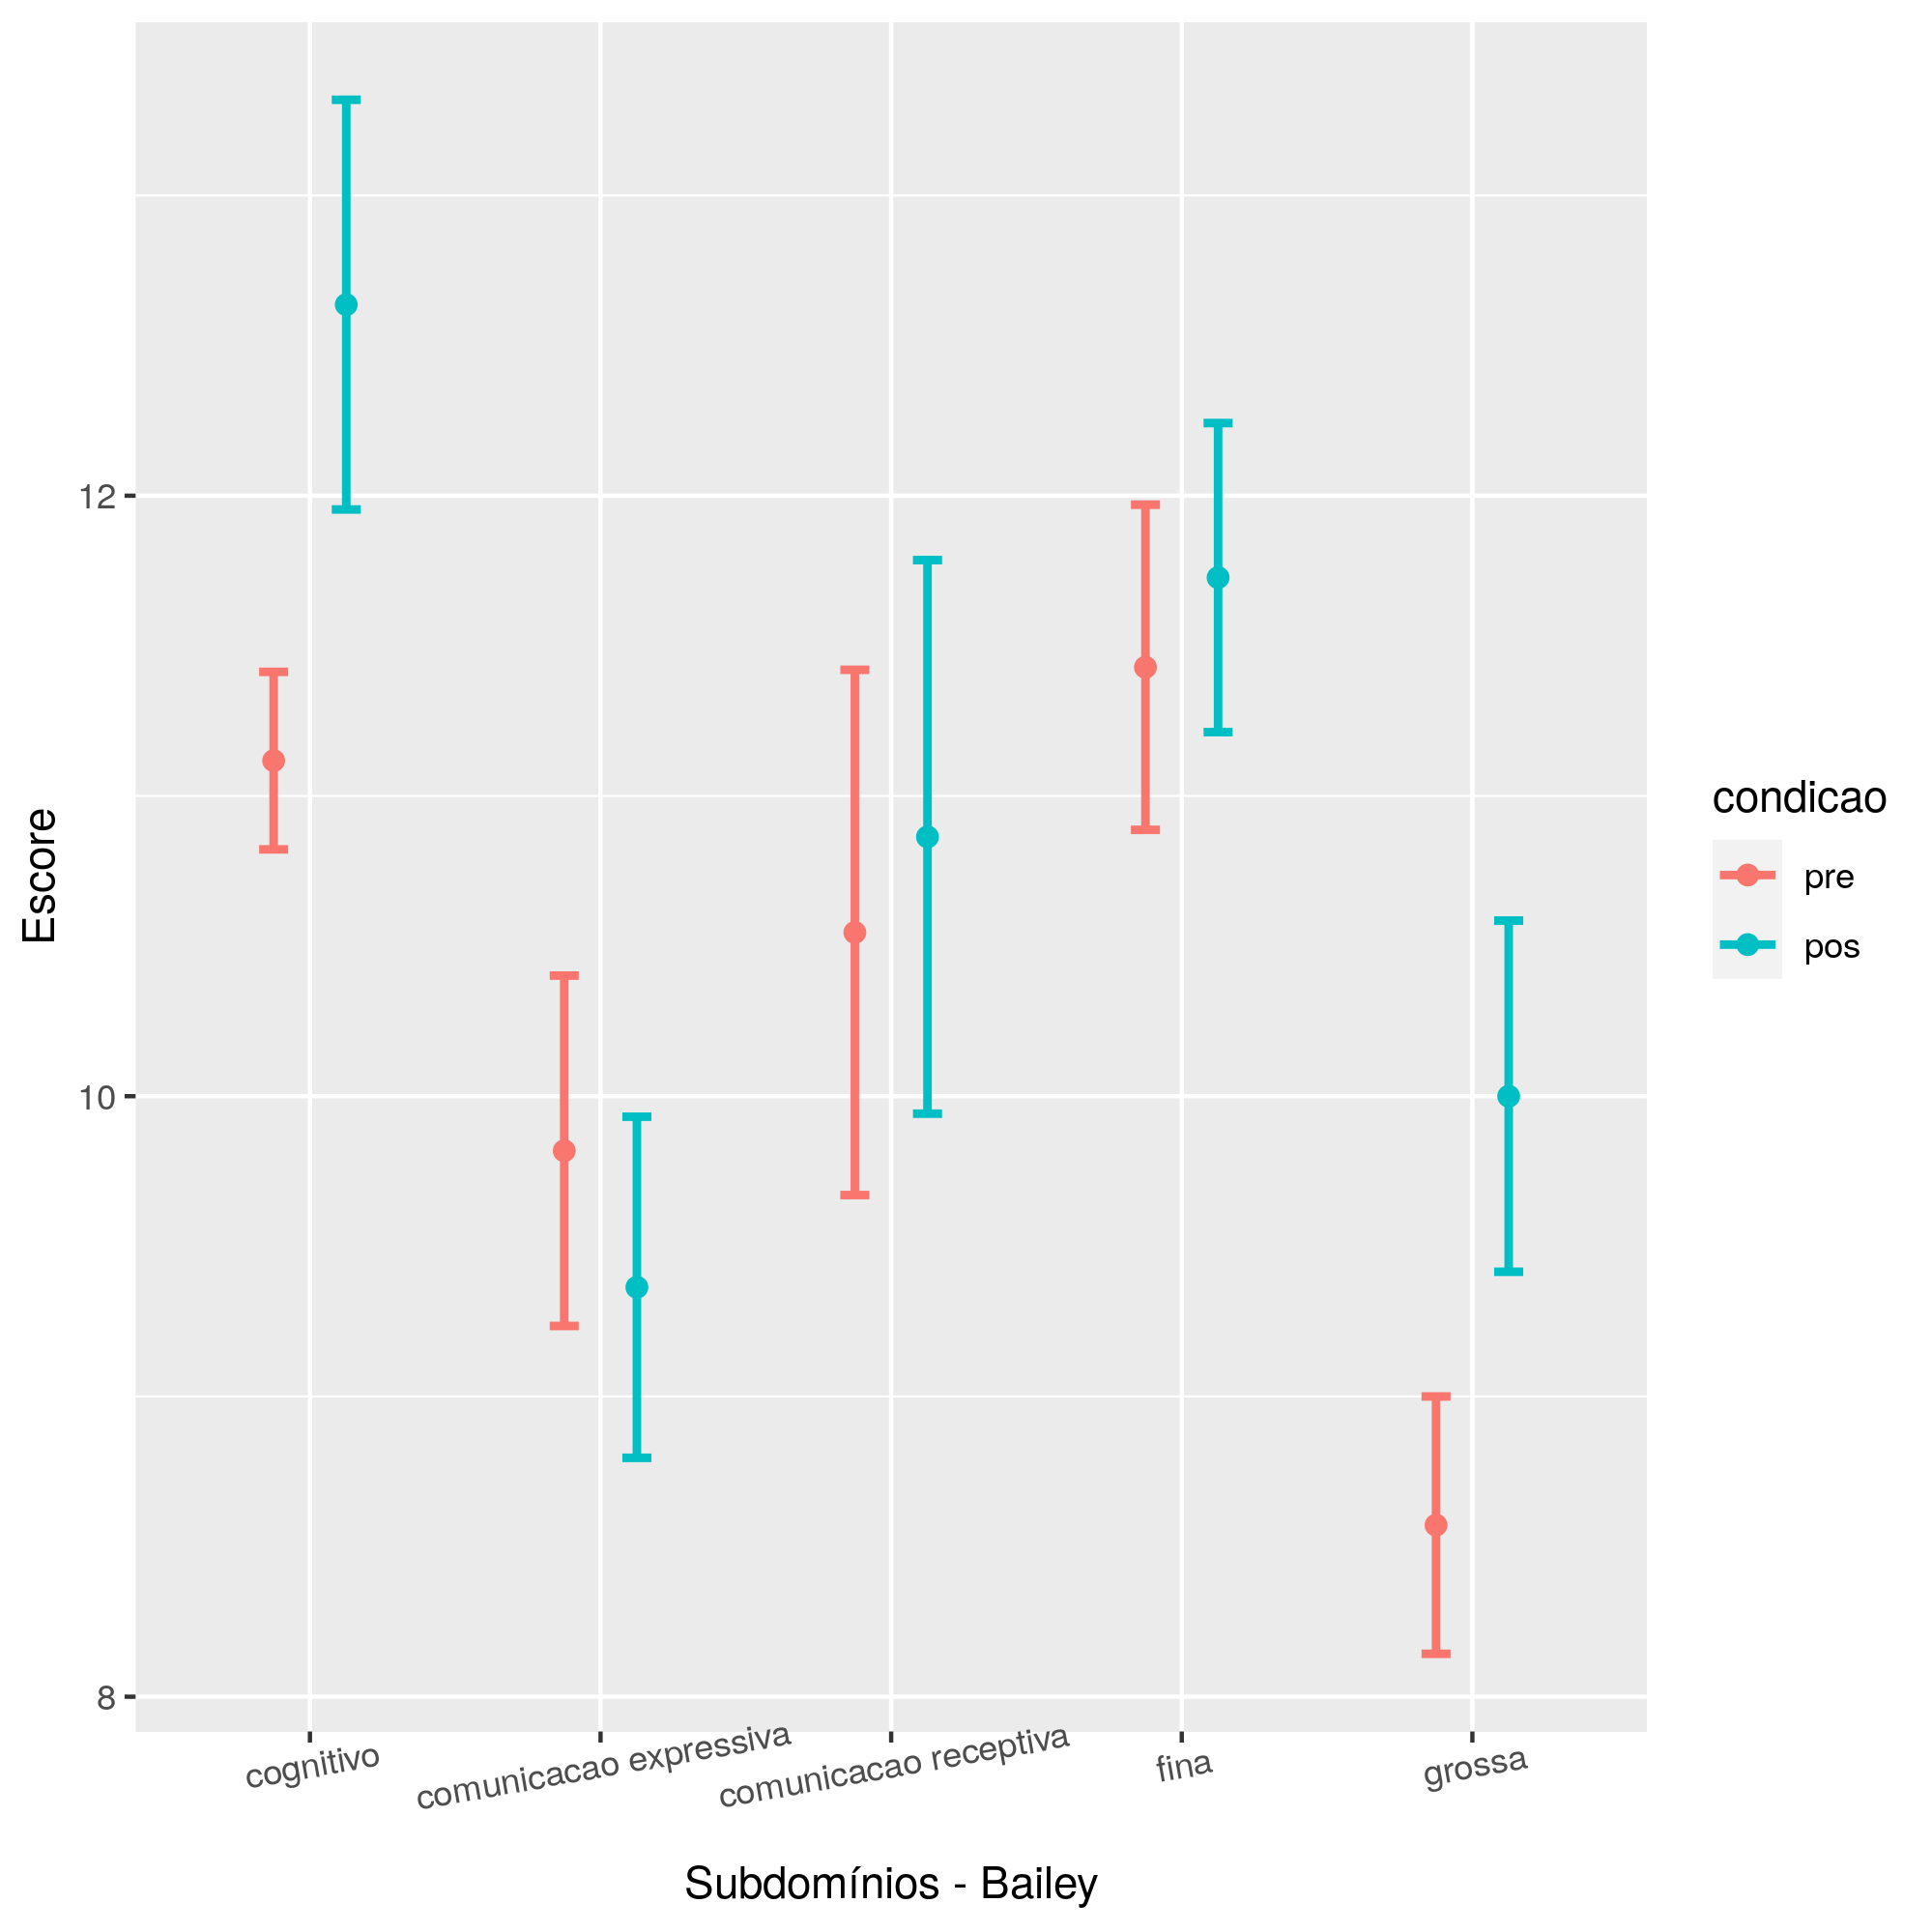 Escore
12
10
8
cognitivo
comunicacao expressiva
comunicacao receptiva
fina
grossa
Subdomínios - Bailey
condicao
pre
pos